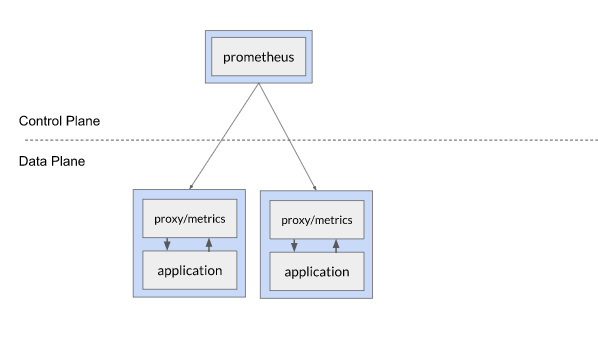 prometheus
Control Plane
Data Plane
proxy/metrics
application
proxy/metrics
application